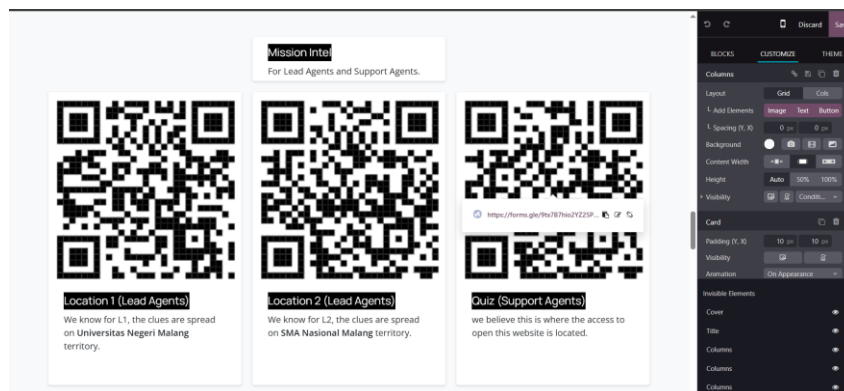 Discard
Sa
BLOCKS
CUSTOMIZE
THEME
Mission Intel
For Lead Agents and Support Agents.
Columns
Layout
Grid
Cols
Add Elements
Image
Text
Button
Spacing (Y, X)
0 px
0 px
Background
Content Width
Height
Auto
50%
100%
Visibility
Conditi...
Card
Padding (Y, X)
10 px
10 px
Visibility
Animation
On Appearance
Invisible Elements
Cover
Title
Columns
Columns
Columns
Location 1 (Lead Agents)
We know for L1, the clues are spread
on Universitas Negeri Malang
territory.
Location 2 (Lead Agents)
We know for L2, the clues are spread
on SMA Nasional Malang territory.
Quiz (Support Agents)
we believe this is where the access to
open this website is located.